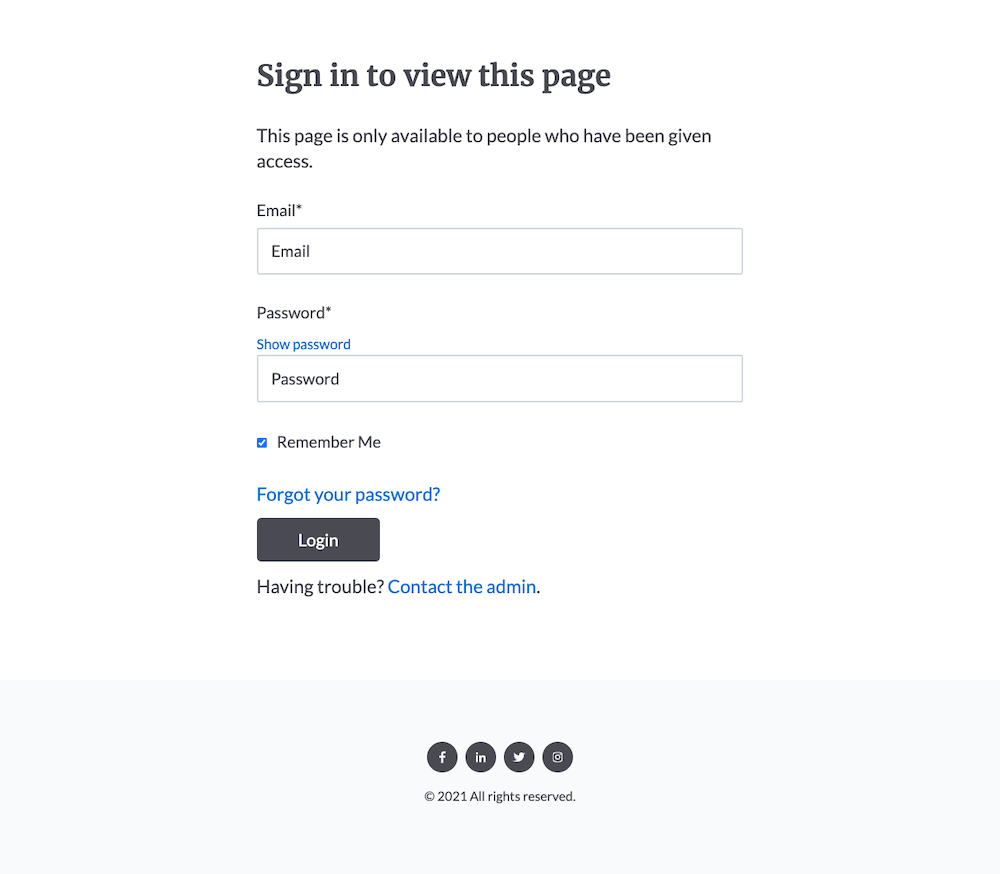 Sign in to view this page
This page is only available to people who have been given
access.
Email*
Email
Password*
Show password
Password
Remember Me
Forgot your password?
Login
Having trouble? Contact the admin.
f
in
© 2021 All rights reserved.